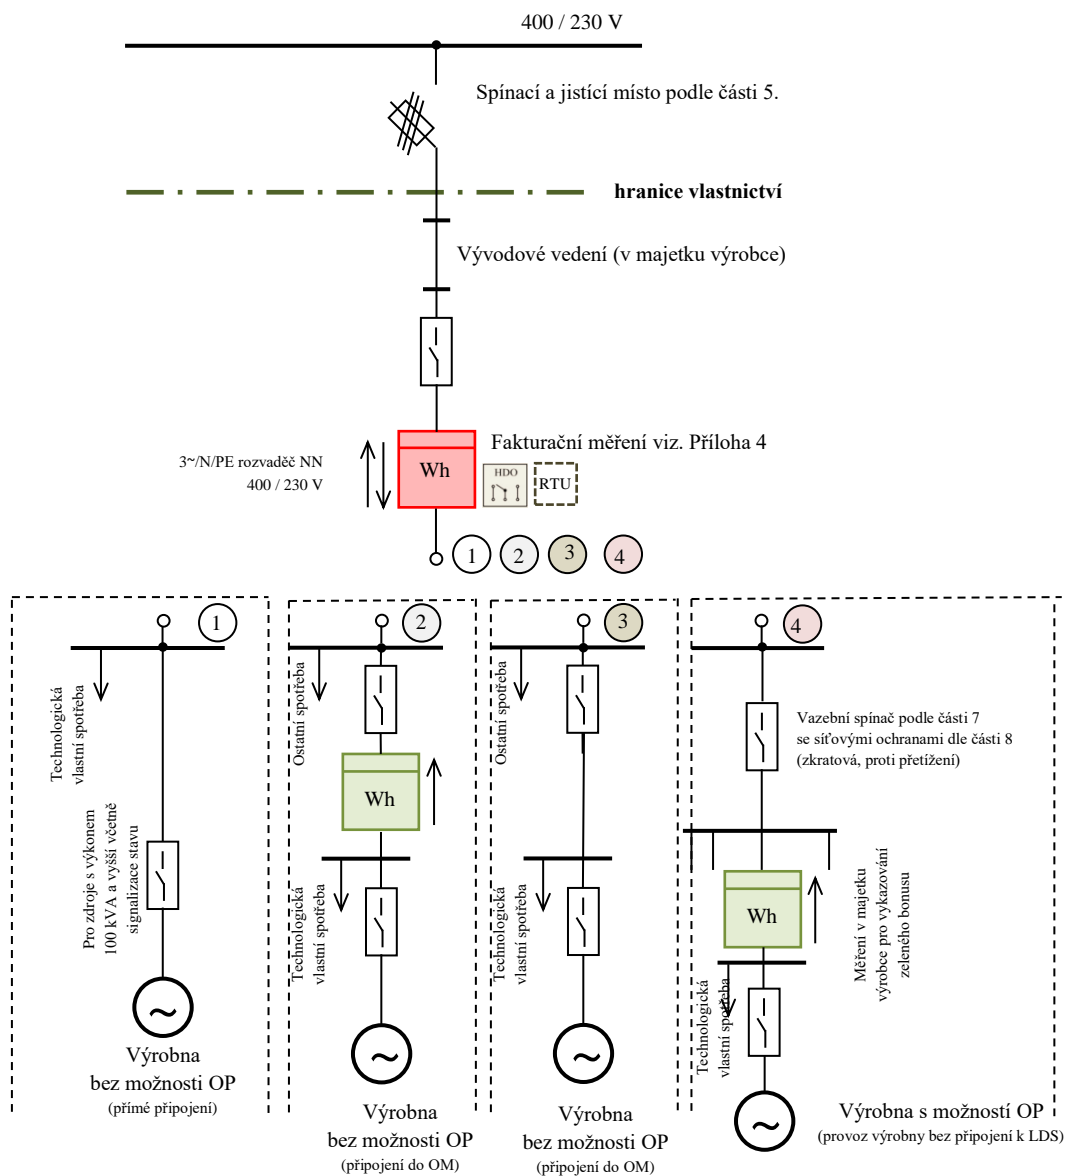 400 / 230 V
Spínací a jistící místo podle části 5.
hranice vlastnictví
Vývodové vedení (v majetku výrobce)
Fakturační měření viz. Příloha 4
3~/N/PE rozvaděč NN
400 / 230 V
Wh
HDO
RTU
1
2
3
4
1
Technologická
vlastní spotřeba
Pro zdroje s výkonem
100 kVA a vyšší včetně
signalizace stavu
~
Výrobna
bez možnosti OP
(přímé připojení)
2
Ostatní spotřeba
Wh
Technologická
vlastní spotřeba
~
Výrobna
bez možnosti OP
(připojení do OM)
3
Ostatní spotřeba
Technologická
vlastní spotřeba
~
Výrobna
bez možnosti OP
(připojení do OM)
4
Vazební spínač podle části 7
se síťovými ochranami dle části 8
(zkratová, proti přetížení)
Wh
Měření v majetku
výrobce pro vykazování
zeleného bonusu
Technologická
vlastní spotřeba
~
Výrobna s možností OP
(provoz výrobny bez připojení k LDS)